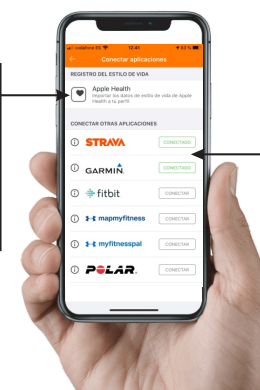 vodafone ES 12:41 53 %
Conectar aplicaciones
REGISTRO DEL ESTILO DE VIDA
Apple Health
Importar los datos de estilo de vida de Apple
Health a tu perfil
CONECTAR OTRAS APLICACIONES
STRAVA CONECTADO
GARMIN CONECTADO
fitbit CONECTAR
mapmyfitness CONECTAR
myfitnesspal CONECTAR
POLAR. CONECTAR